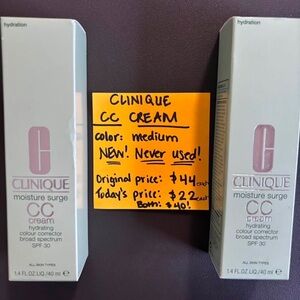 hydration
CLINIQUE
moisture surge
CC
cream
hydrating
colour corrector
broad spectrum
SPF 30
ALL SKIN TYPES
1.4 FL.OZ.LIQ./40 ml e
CLINIQUE
CC CREAM
color: medium
NEW! Never used!
Original price: $44 each
Today's price: $22 each
Both: $40!
hydration
CLINIQUE
moisture surge
CC
cream
hydrating
colour corrector
broad spectrum
SPF 30
ALL SKIN TYPES
1.4 FL.OZ.LIQ./40 ml e